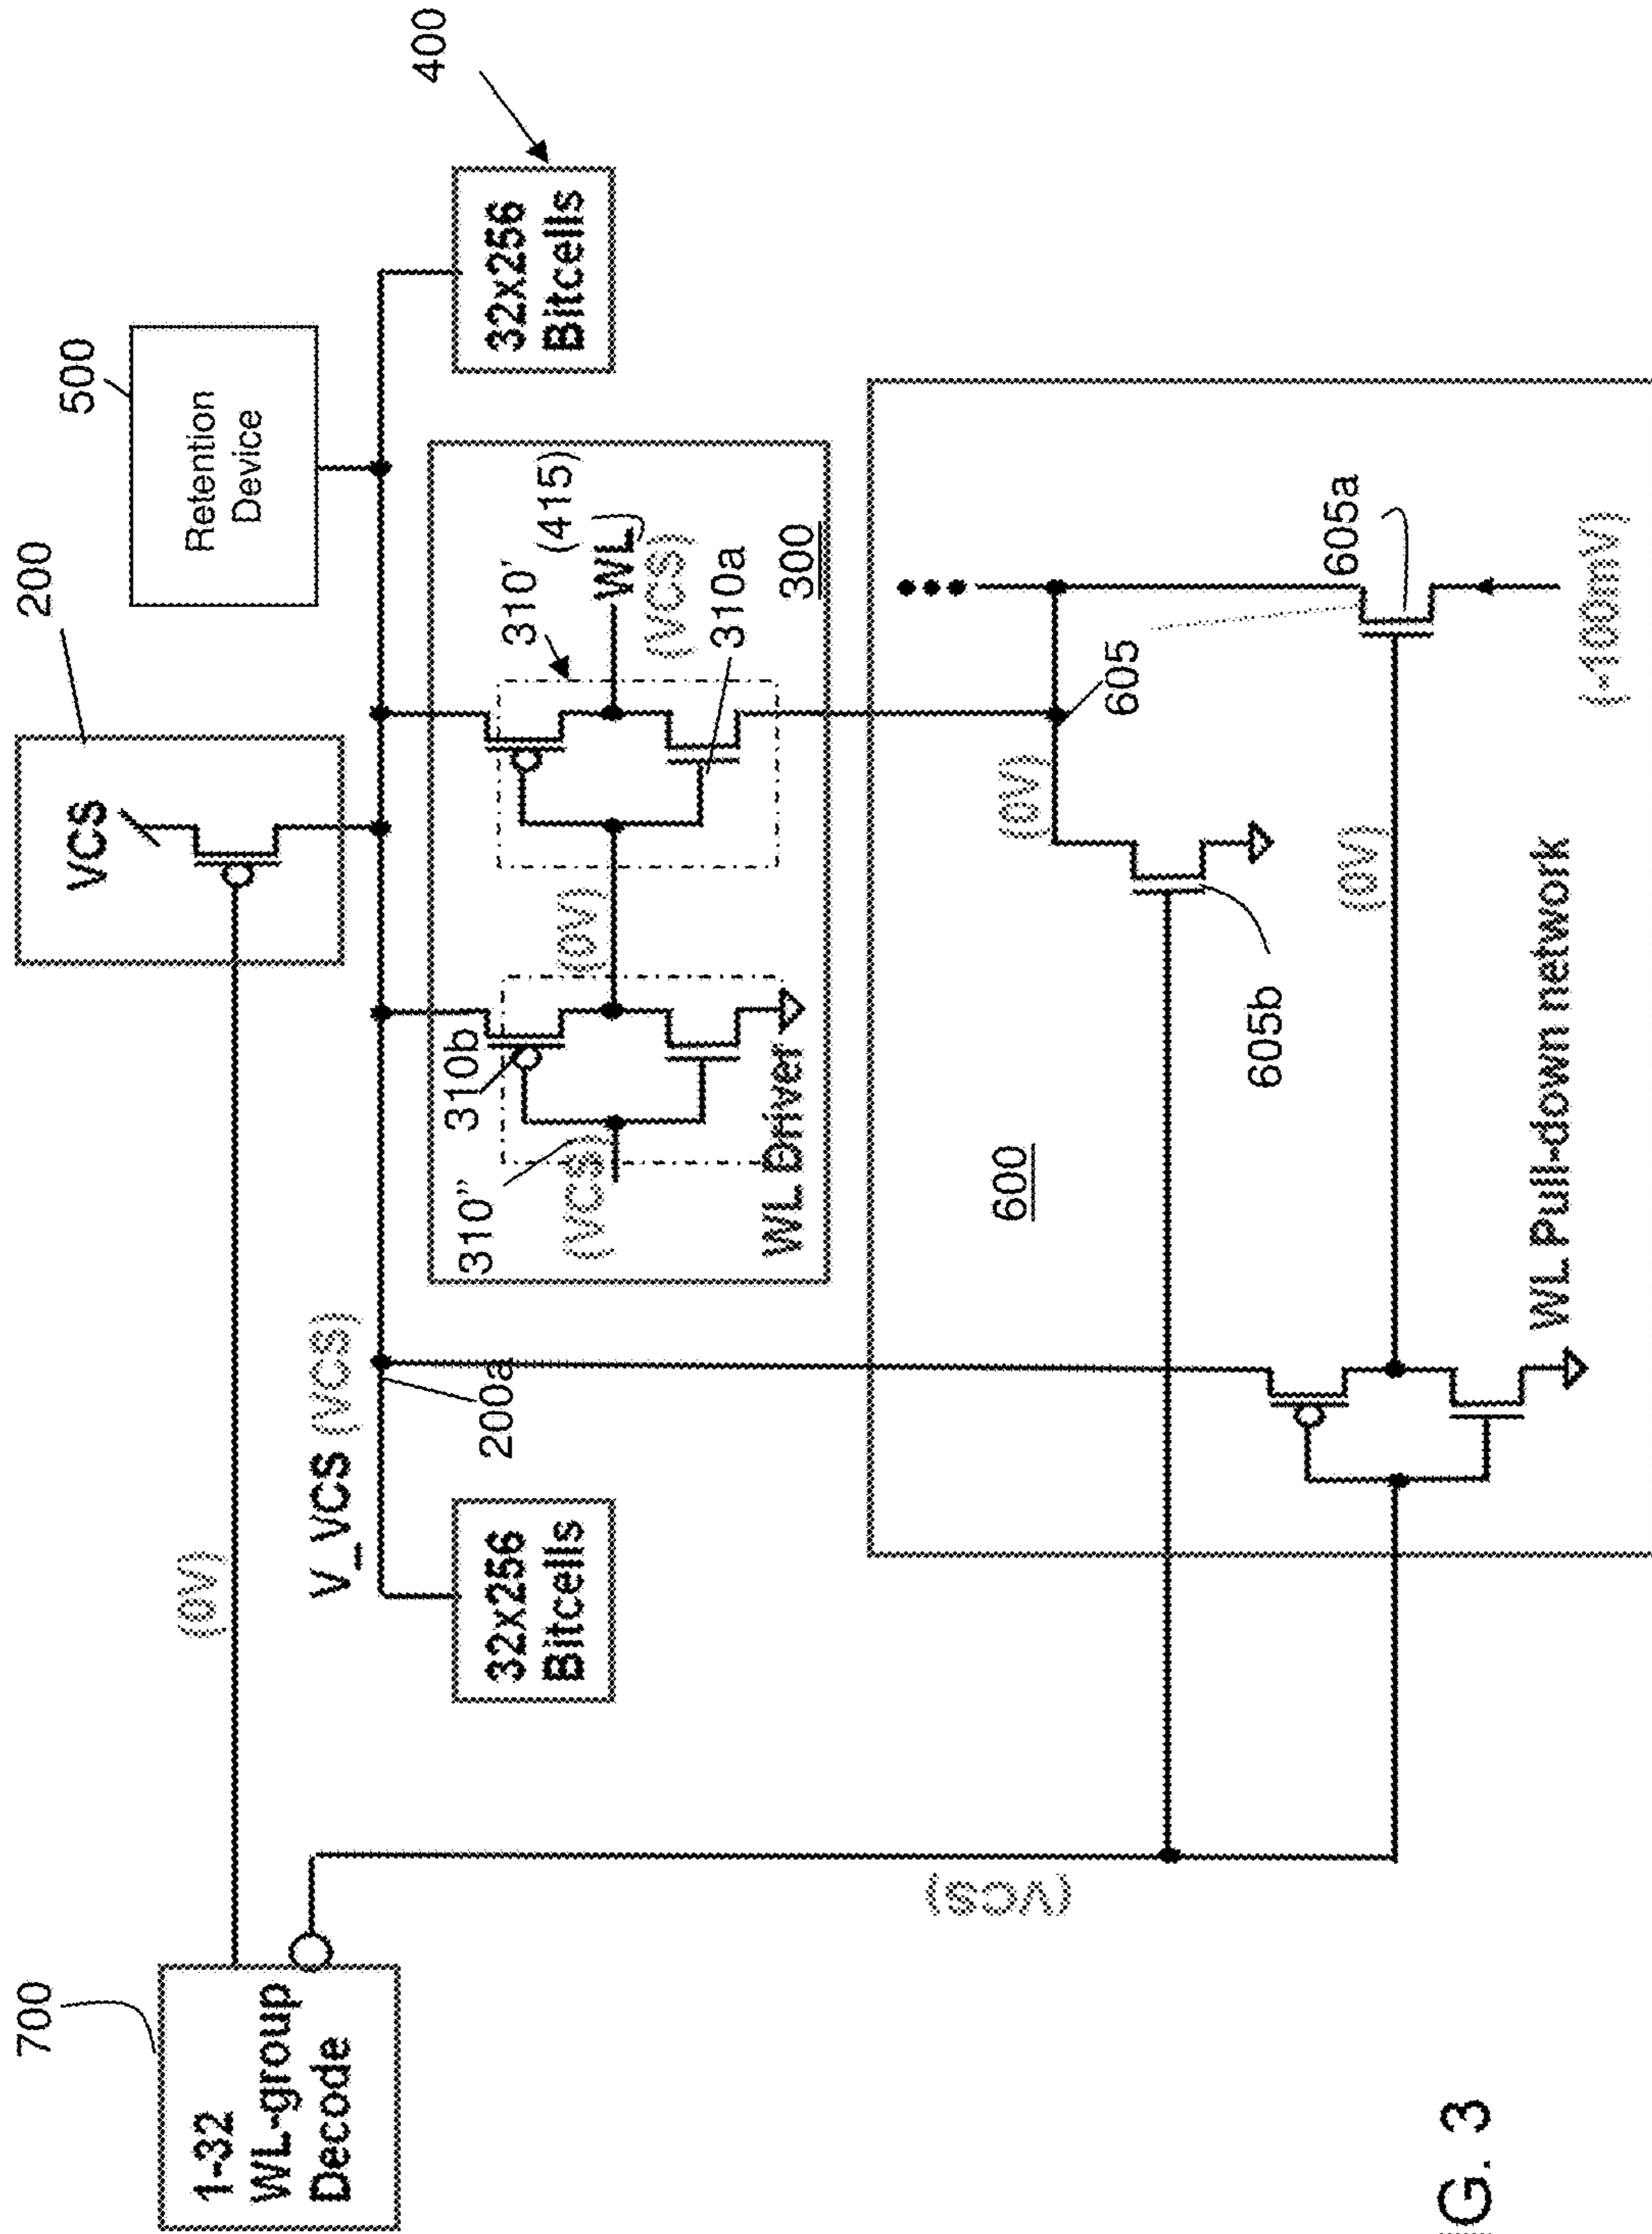 700
1-32
WL-group
Decode
(0V)
200
VCS
500
Retention
Device
400
V_VCS (VCS)
200a
32x256
Bitcells
32x256
Bitcells
310"
310b
(VCS)
(0V)
310'
(415)
WL
(VCS)
310a
300
WL Driver
(VCS)
600
(0V)
605
605b
605a
(0V)
(-100mV)
WL Pull-down network
G. 3